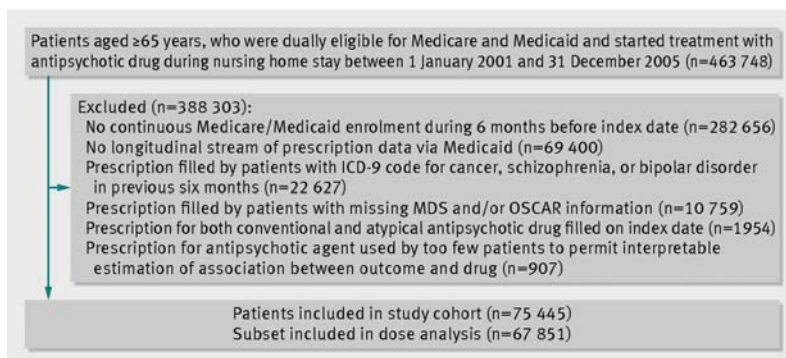 Patients aged ≥65 years, who were dually eligible for Medicare and Medicaid and started treatment with
antipsychotic drug during nursing home stay between 1 January 2001 and 31 December 2005 (n=463 748)
Excluded (n=388 303):
No continuous Medicare/Medicaid enrolment during 6 months before index date (n=282 656)
No longitudinal stream of prescription data via Medicaid (n=69 400)
Prescription filled by patients with ICD-9 code for cancer, schizophrenia, or bipolar disorder
in previous six months (n=22 627)
Prescription filled by patients with missing MDS and/or OSCAR information (n=10 759)
Prescription for both conventional and atypical antipsychotic drug filled on index date (n=1954)
Prescription for antipsychotic agent used by too few patients to permit interpretable
estimation of association between outcome and drug (n=907)
Patients included in study cohort (n=75 445)
Subset included in dose analysis (n=67 851)